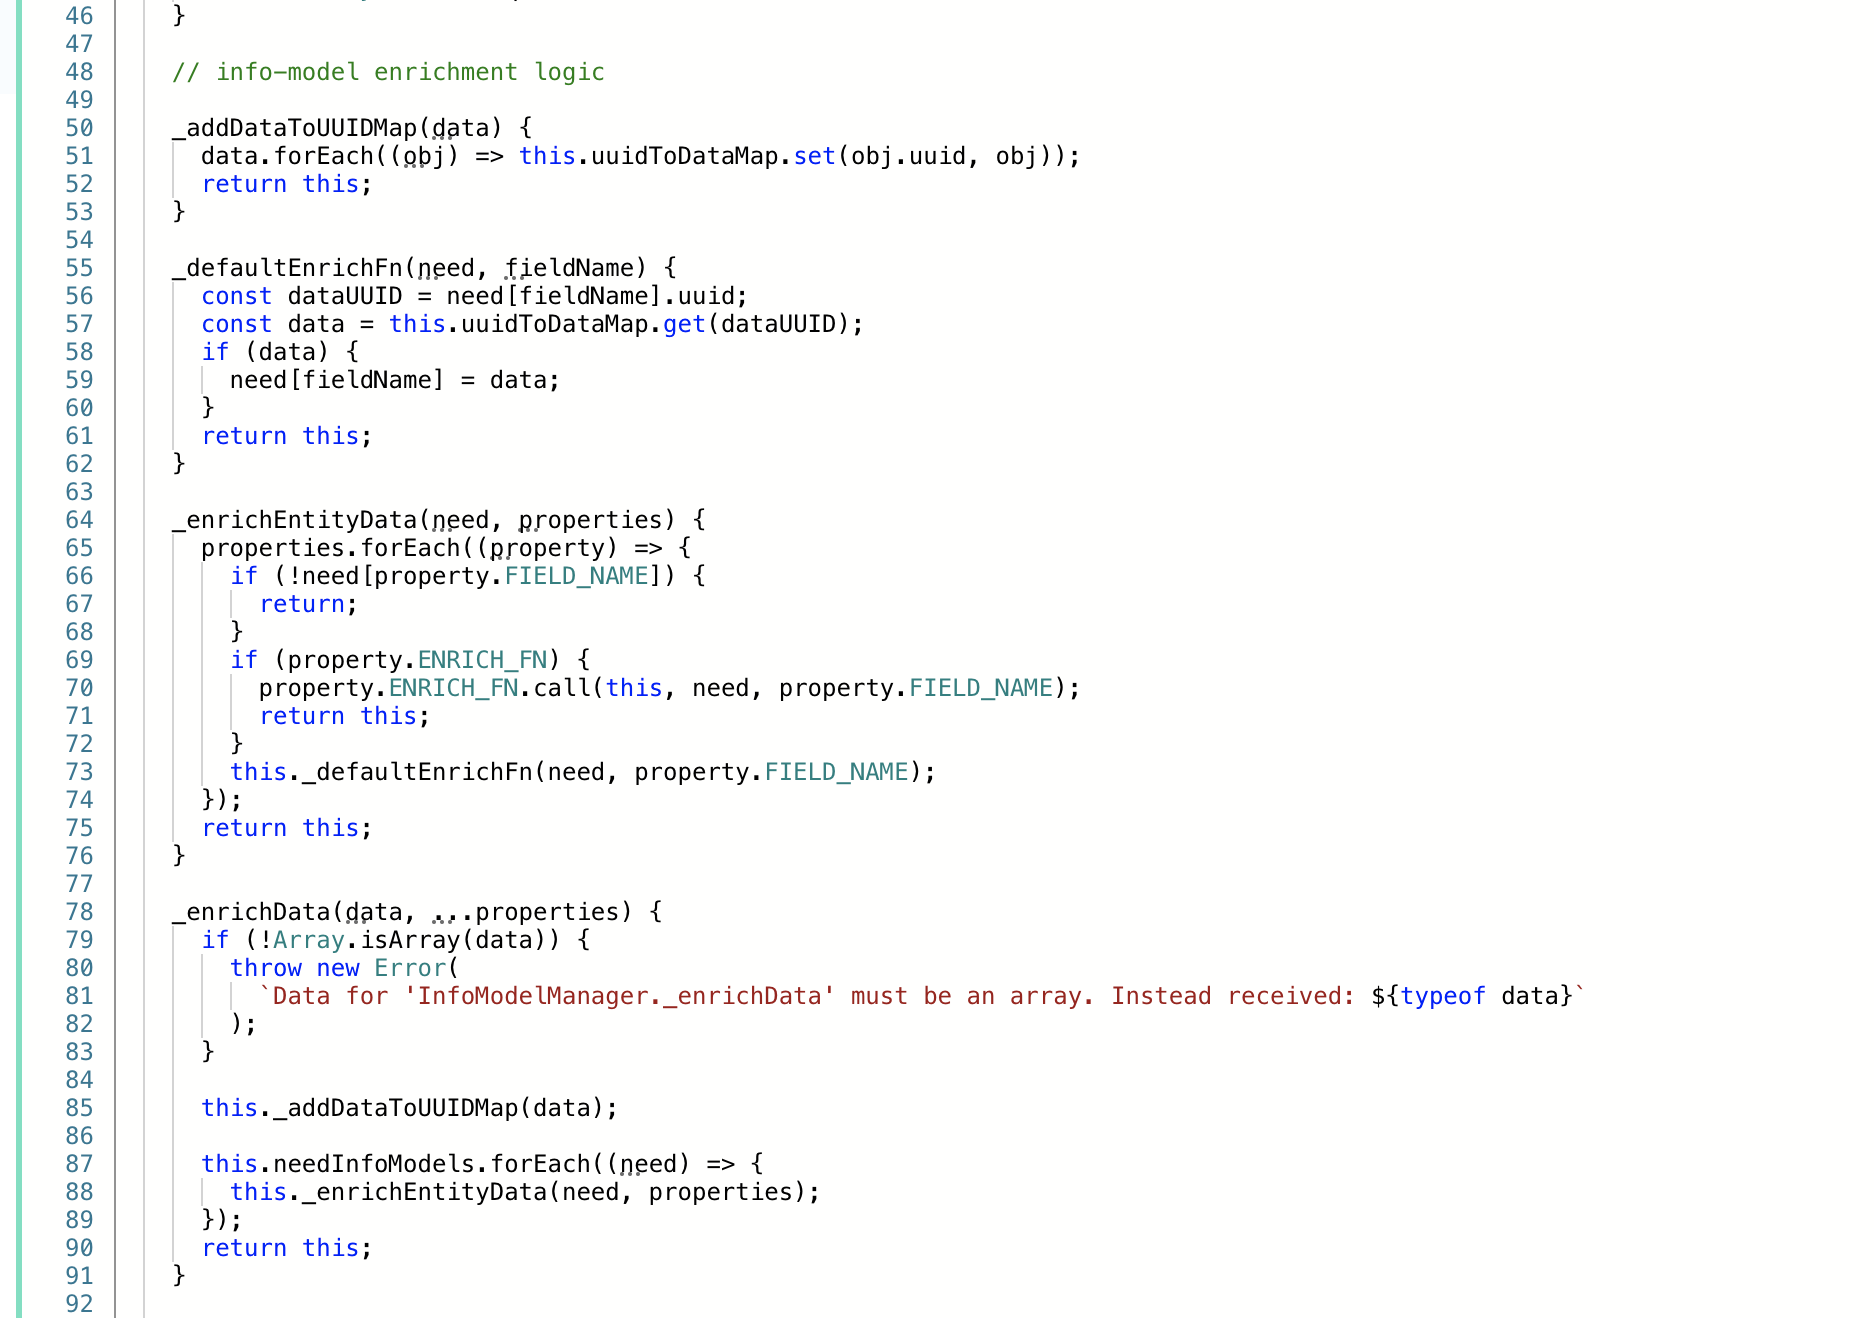 46 }
47
48 // info-model enrichment logic
49
50 _addDataToUUIDMap(data) {
51 data.forEach((obj) => this.uuidToDataMap.set(obj.uuid, obj));
52 return this;
53 }
54
55 _defaultEnrichFn(need, fieldName) {
56 const dataUUID = need[fieldName].uuid;
57 const data = this.uuidToDataMap.get(dataUUID);
58 if (data) {
59 need[fieldName] = data;
60 }
61 return this;
62 }
63
64 _enrichEntityData(need, properties) {
65 properties.forEach((property) => {
66 if (!need[property.FIELD_NAME]) {
67 return;
68 }
69 if (property.ENRICH_FN) {
70 property.ENRICH_FN.call(this, need, property.FIELD_NAME);
71 return this;
72 }
73 this._defaultEnrichFn(need, property.FIELD_NAME);
74 });
75 return this;
76 }
77
78 _enrichData(data, ...properties) {
79 if (!Array.isArray(data)) {
80 throw new Error(
81 `Data for 'InfoModelManager._enrichData' must be an array. Instead received: ${typeof data}`
82 );
83 }
84
85 this._addDataToUUIDMap(data);
86
87 this.needInfoModels.forEach((need) => {
88 this._enrichEntityData(need, properties);
89 });
90 return this;
91 }
92